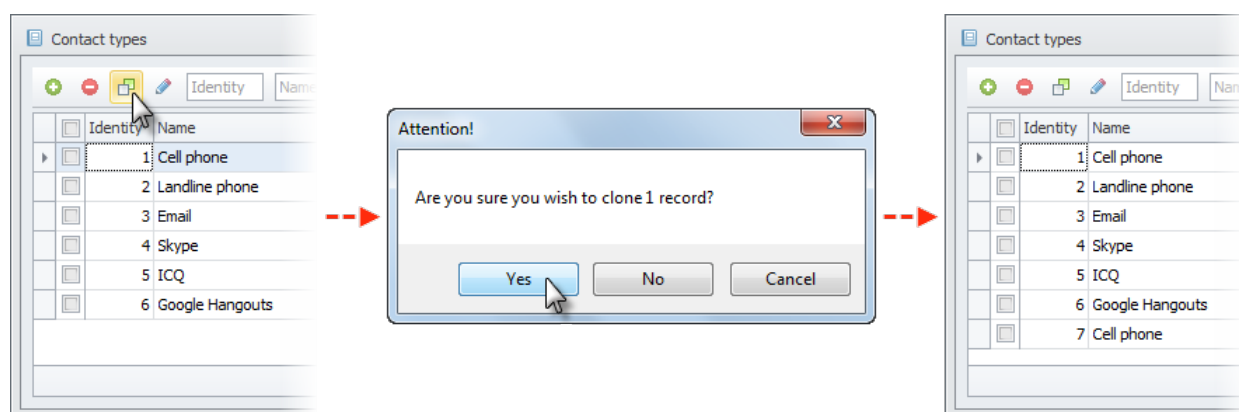 Contact types
Identity Name
Identity Name
1 Cell phone
2 Landline phone
3 Email
4 Skype
5 ICQ
6 Google Hangouts
Attention!
Are you sure you wish to clone 1 record?
Yes No Cancel
Contact types
Identity
Identity Name
1 Cell phone
2 Landline phone
3 Email
4 Skype
5 ICQ
6 Google Hangouts
7 Cell phone